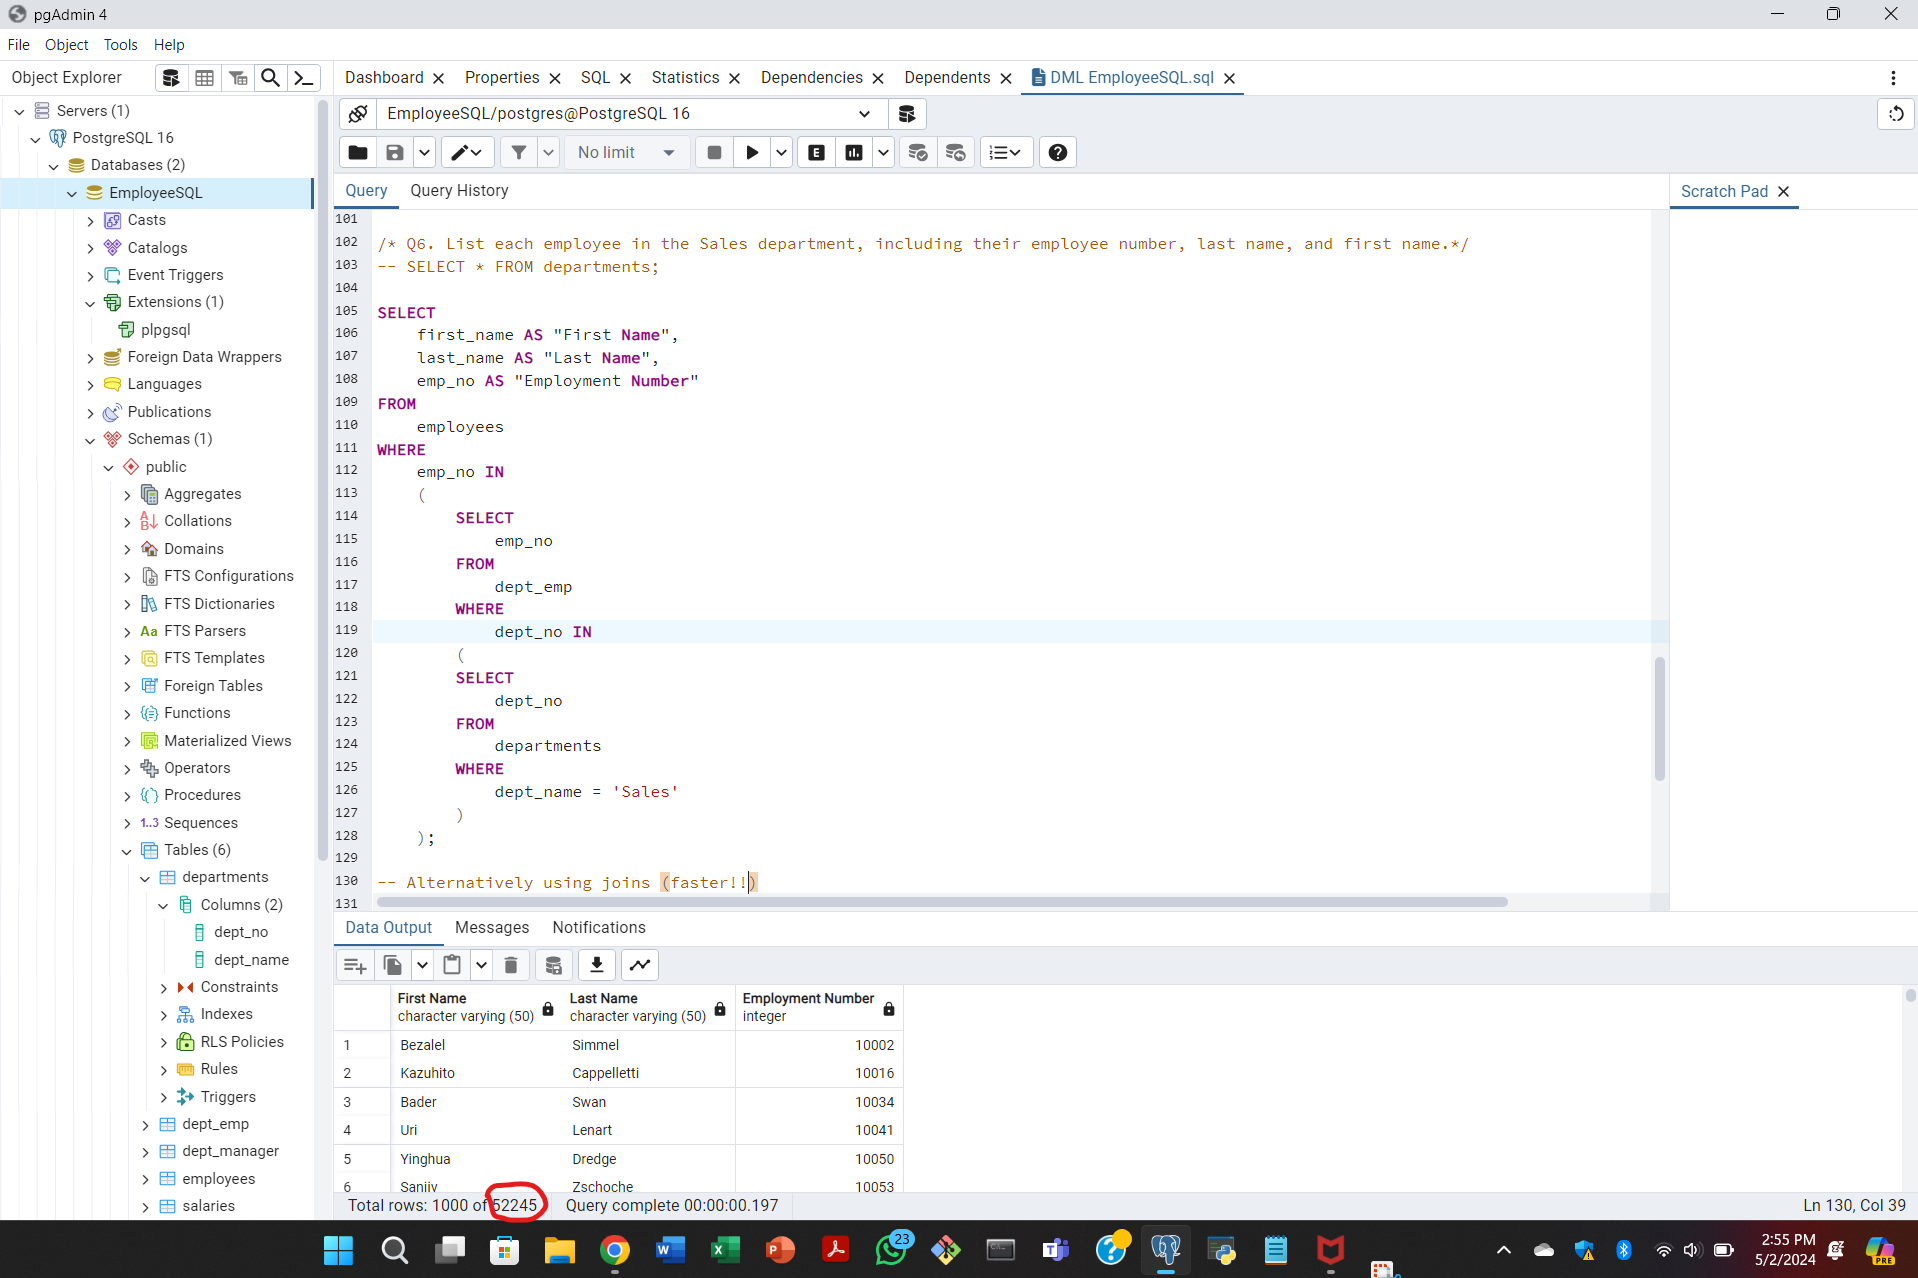 pgAdmin 4
File Object Tools Help
Object Explorer
Dashboard Properties SQL Statistics Dependencies Dependents DML EmployeeSQL.sql
Servers (1)
PostgreSQL 16
Databases (2)
EmployeeSQL
Casts
Catalogs
Event Triggers
Extensions (1)
plpgsql
Foreign Data Wrappers
Languages
Publications
Schemas (1)
public
Aggregates
Collations
Domains
FTS Configurations
FTS Dictionaries
Aa FTS Parsers
FTS Templates
Foreign Tables
Functions
Materialized Views
Operators
Procedures
1..3 Sequences
Tables (6)
departments
Columns (2)
dept_no
dept_name
Constraints
Indexes
RLS Policies
Rules
Triggers
dept_emp
dept_manager
employees
salaries
EmployeeSQL/postgres@PostgreSQL 16
No limit
E
Query Query History
Scratch Pad
101
102 /* Q6. List each employee in the Sales department, including their employee number, last name, and first name.*/
103 -- SELECT * FROM departments;
104
105 SELECT
106 first_name AS "First Name",
107 last_name AS "Last Name",
108 emp_no AS "Employment Number"
109 FROM
110 employees
111 WHERE
112 emp_no IN
113 (
114 SELECT
115 emp_no
116 FROM
117 dept_emp
118 WHERE
119 dept_no IN
120 (
121 SELECT
122 dept_no
123 FROM
124 departments
125 WHERE
126 dept_name = 'Sales'
127 )
128 );
129
130 -- Alternatively using joins (faster!!)
131
Data Output Messages Notifications
First Name Last Name Employment Number
character varying (50) character varying (50) integer
1 Bezalel Simmel 10002
2 Kazuhito Cappelletti 10016
3 Bader Swan 10034
4 Uri Lenart 10041
5 Yinghua Dredge 10050
6 Sanjiv Zschoche 10053
Total rows: 1000 of 52245 Query complete 00:00:00.197 Ln 130, Col 39
23
2:55 PM
5/2/2024
PRE